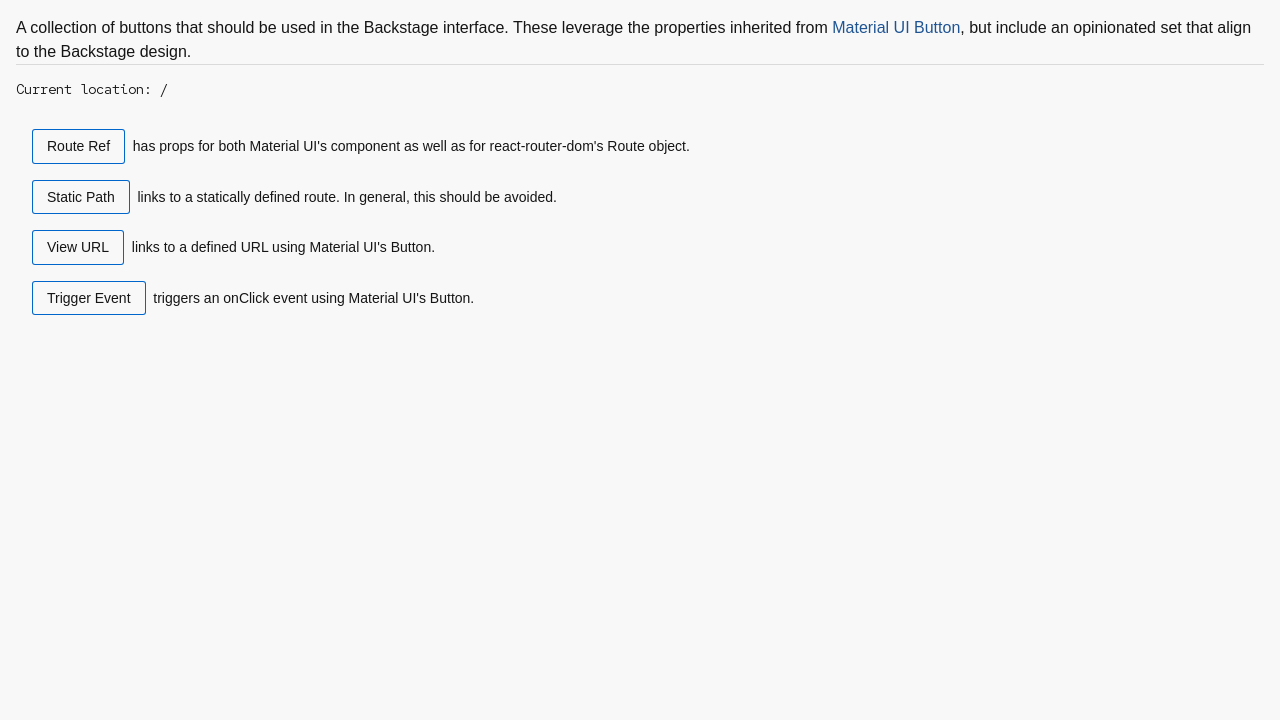 A collection of buttons that should be used in the Backstage interface. These leverage the properties inherited from Material UI Button, but include an opinionated set that align
to the Backstage design.
Current location: /
Route Ref has props for both Material UI's component as well as for react-router-dom's Route object.
Static Path links to a statically defined route. In general, this should be avoided.
View URL links to a defined URL using Material UI's Button.
Trigger Event triggers an onClick event using Material UI's Button.